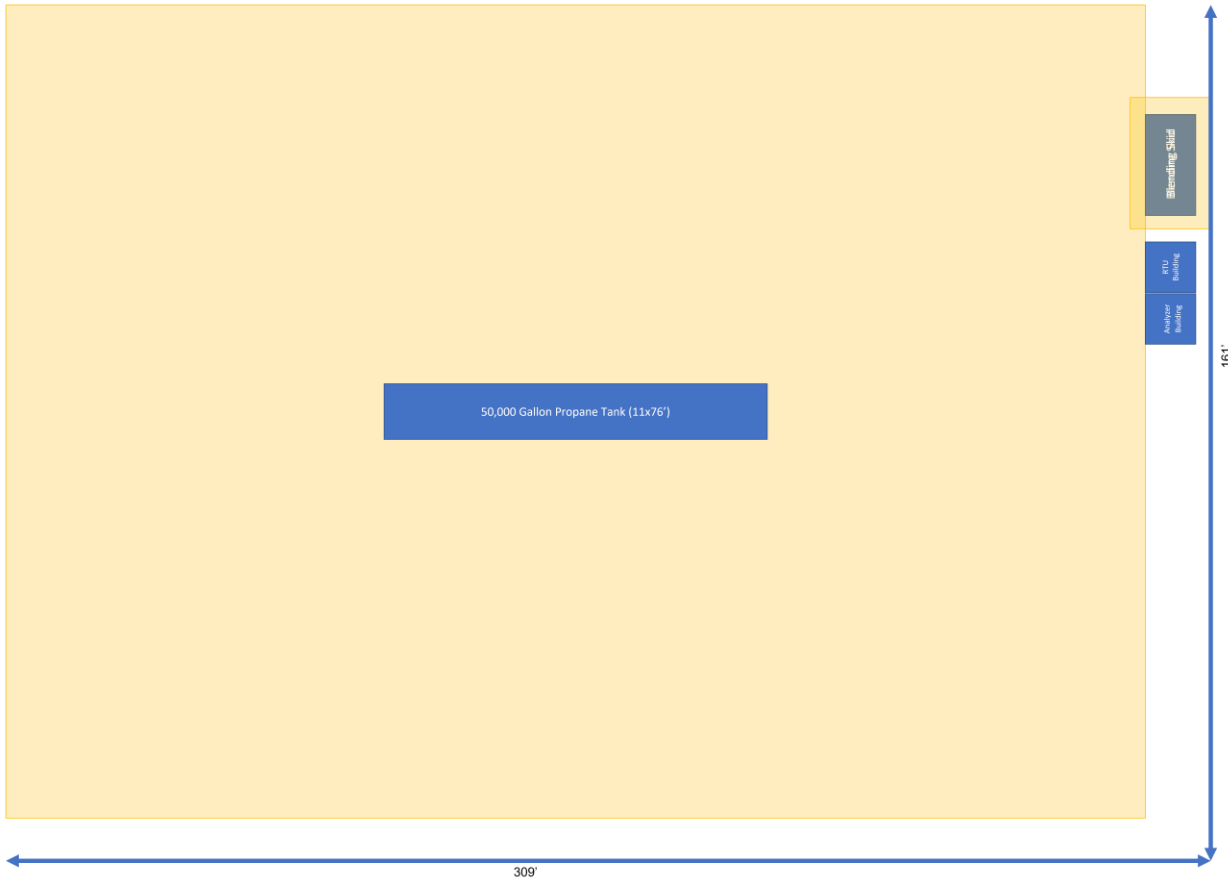 Blending Skid
RTU
Building
Analyzer
Building
161'
50,000 Gallon Propane Tank (11x76’)
309'